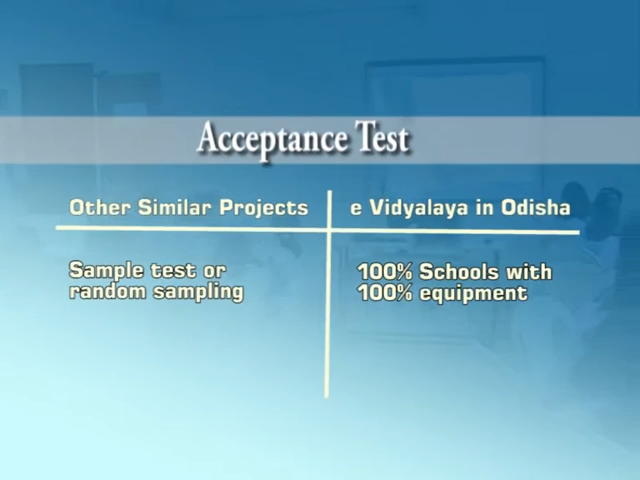 Acceptance Test
Other Similar Projects
e Vidyalaya in Odisha
Sample test or
random sampling
100% Schools with
100% equipment